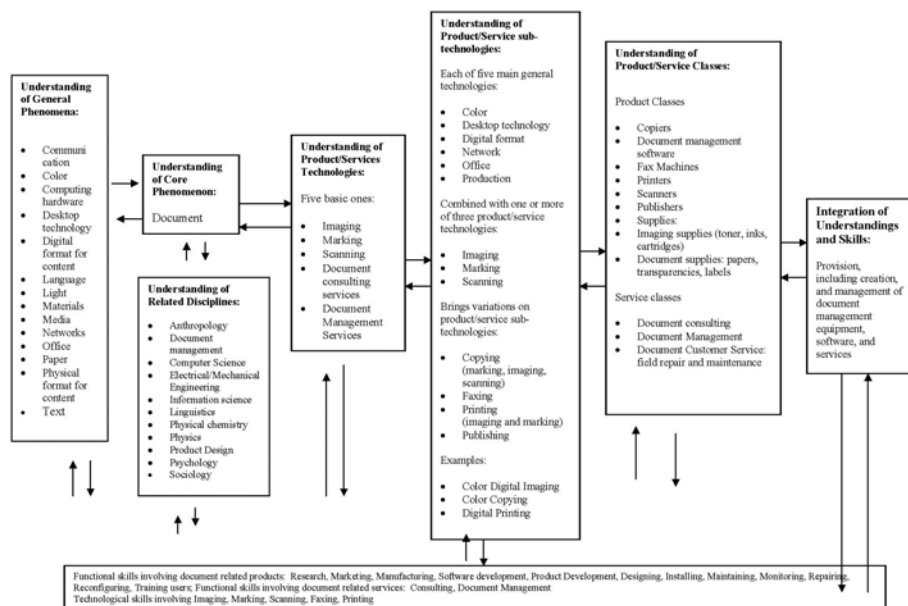 Understanding
of General
Phenomena:
Communi
cation
Color
Computing
hardware
Desktop
technology
Digital
format for
content
Language
Light
Materials
Media
Networks
Office
Paper
Physical
format for
content
Text
Understanding of Core
Phenomenon:
Document
Understanding of
Related Disciplines:
Anthropology
Document
management
Computer Science
Electrical/Mechanical
Engineering
Information science
Linguistics
Physical chemistry
Physics
Product Design
Psychology
Sociology
Understanding of
Product/Services
Technologies:
Five basic ones:
Imaging
Marking
Scanning
Document
consulting
services
Document
Management
Services
Understanding of
Product/Service sub-
technologies:
Each of five main general
technologies:
Color
Desktop technology
Digital format
Network
Office
Production
Combined with one or more
of three product/service
technologies:
Imaging
Marking
Scanning
Brings variations on
product/service sub-
technologies:
Copying
(marking, imaging,
scanning)
Faxing
Printing
(imaging and marking)
Publishing
Examples:
Color Digital Imaging
Color Copying
Digital Printing
Understanding of
Product/Service Classes:
Product Classes
Copiers
Document management
software
Fax Machines
Printers
Scanners
Publishers
Supplies:
Imaging supplies (toner, inks,
cartridges)
Document supplies: papers,
transparencies, labels
Service classes
Document consulting
Document Management
Document Customer Service:
field repair and maintenance
Integration of
Understandings
and Skills:
Provision,
including creation,
and management of
document
management
equipment,
software, and
services
Functional skills involving document related products: Research, Marketing, Manufacturing, Software development, Product Development, Designing, Installing, Maintaining, Monitoring, Repairing,
Reconfiguring, Training users; Functional skills involving document related services: Consulting, Document Management
Technological skills involving Imaging, Marking, Scanning, Faxing, Printing